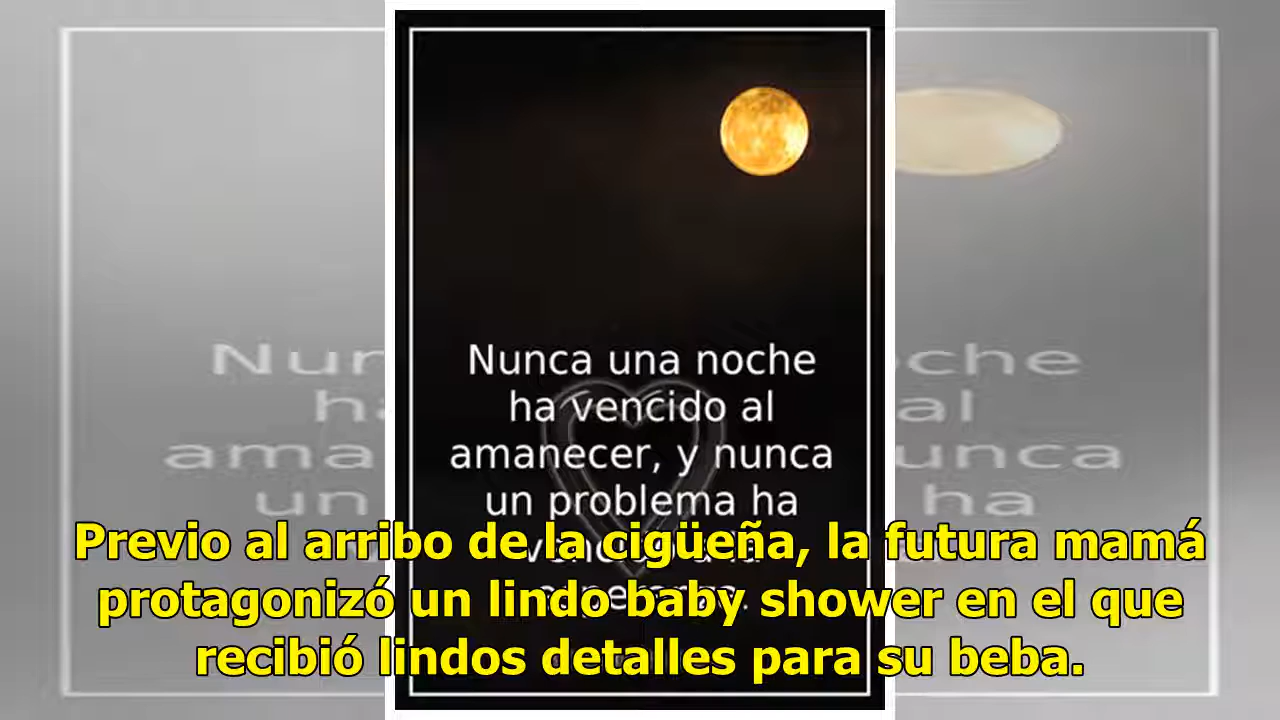 Nunca una noche
ha vencido al
amanecer, y nunca
un problema ha
Previo al arribo de la cigüeña, la futura mamá
protagonizó un lindo baby shower en el que
recibió lindos detalles para su beba.